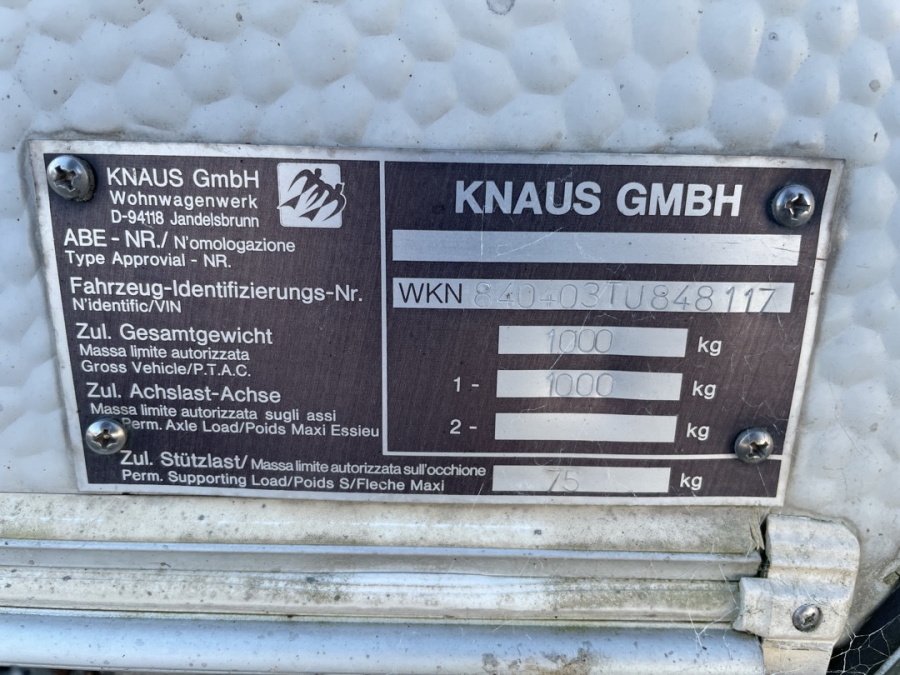 KNAUS GmbH
Wohnwagenwerk
D-94118 Jandelsbrunn
KNAUS GMBH
ABE - NR./ N'omologazione
Type Approvial - NR.
Fahrzeug-Identifizierungs-Nr.
N'identific/VIN
WKN 840403TU848117
Zul. Gesamtgewicht
Massa limite autorizzata
Gross Vehicle/P.T.A.C.
1000 kg
Zul. Achslast-Achse
Massa limite autorizzata sugli assi
Perm. Axle Load/Poids Maxi Essieu
1- 1000 kg
2- kg
Zul. Stützlast/ Massa limite autorizzata sull'occhione
Perm. Supporting Load/Poids S/Fleche Maxi
75 kg